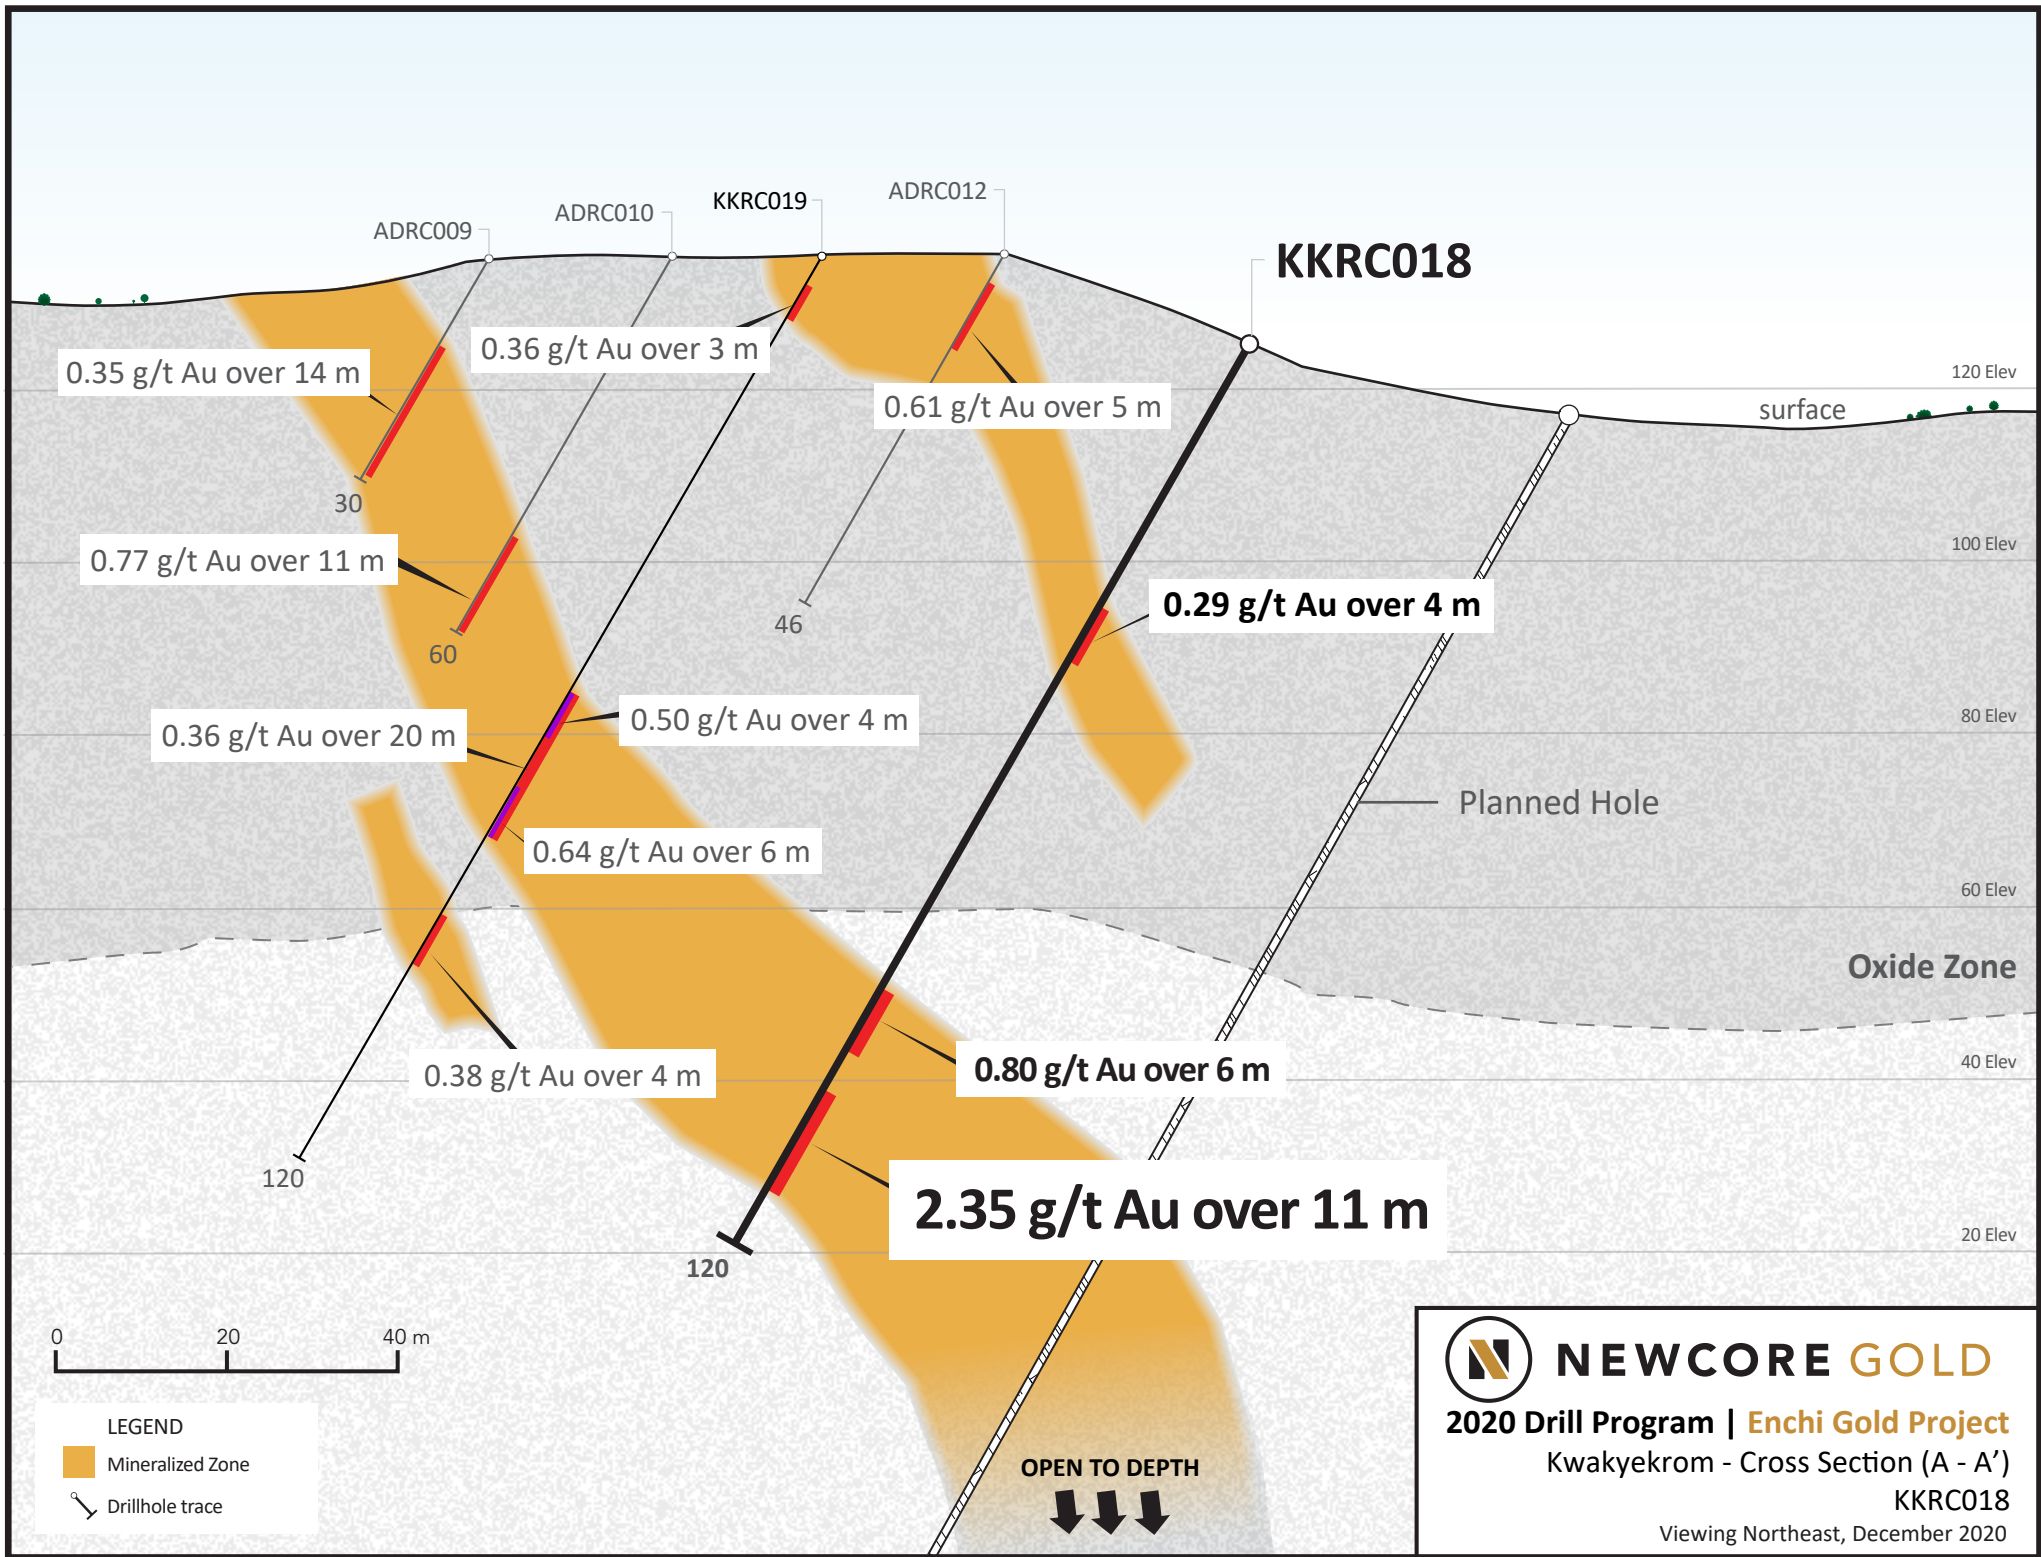 ADRC009
ADRC010
KKRC019
ADRC012
KKRC018
0.35 g/t Au over 14 m
0.36 g/t Au over 3 m
0.61 g/t Au over 5 m
120 Elev
surface
30
0.77 g/t Au over 11 m
100 Elev
0.29 g/t Au over 4 m
46
60
0.36 g/t Au over 20 m
0.50 g/t Au over 4 m
80 Elev
Planned Hole
0.64 g/t Au over 6 m
60 Elev
Oxide Zone
0.38 g/t Au over 4 m
0.80 g/t Au over 6 m
40 Elev
120
2.35 g/t Au over 11 m
20 Elev
120
0 20 40 m
LEGEND
Mineralized Zone
Drillhole trace
OPEN TO DEPTH
NEWCORE GOLD
2020 Drill Program | Enchi Gold Project
Kwakyekrom - Cross Section (A - A’)
KKRC018
Viewing Northeast, December 2020